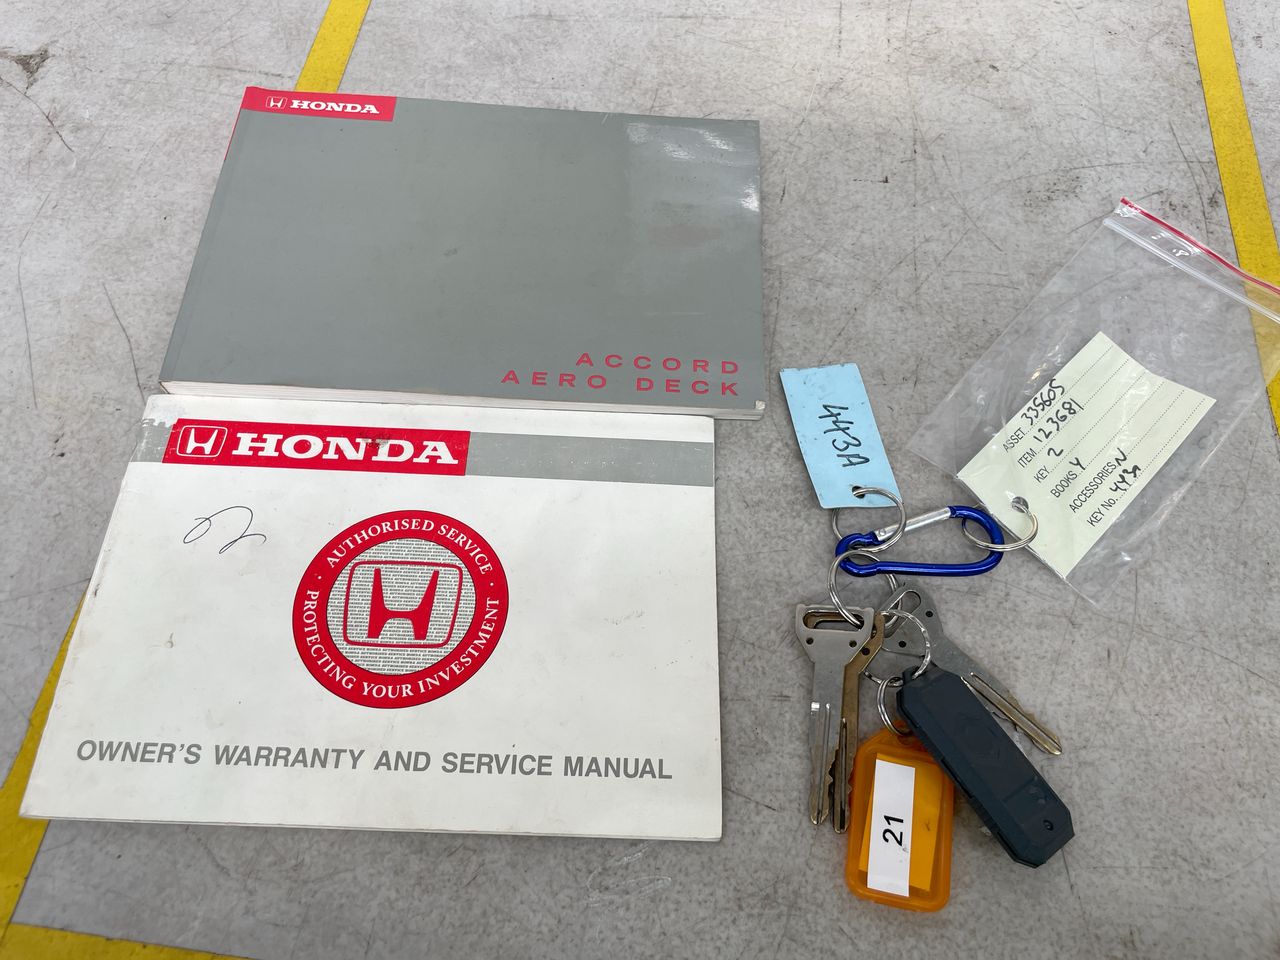 HONDA
ACCORD
AERO DECK
HONDA
AUTHORISED SERVICE
PROTECTING YOUR INVESTMENT
OWNER'S WARRANTY AND SERVICE MANUAL
443A
ASSET 335605
ITEM 123681
KEY 2
BOOKS Y
ACCESSORIES N
KEY No.
21